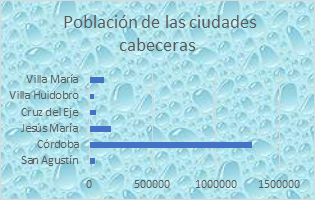 Población de las ciudades
cabeceras
Villa María
Villa Huidobro
Cruz del Eje
Jesús María
Córdoba
San Agustín
0 500000 1000000 1500000